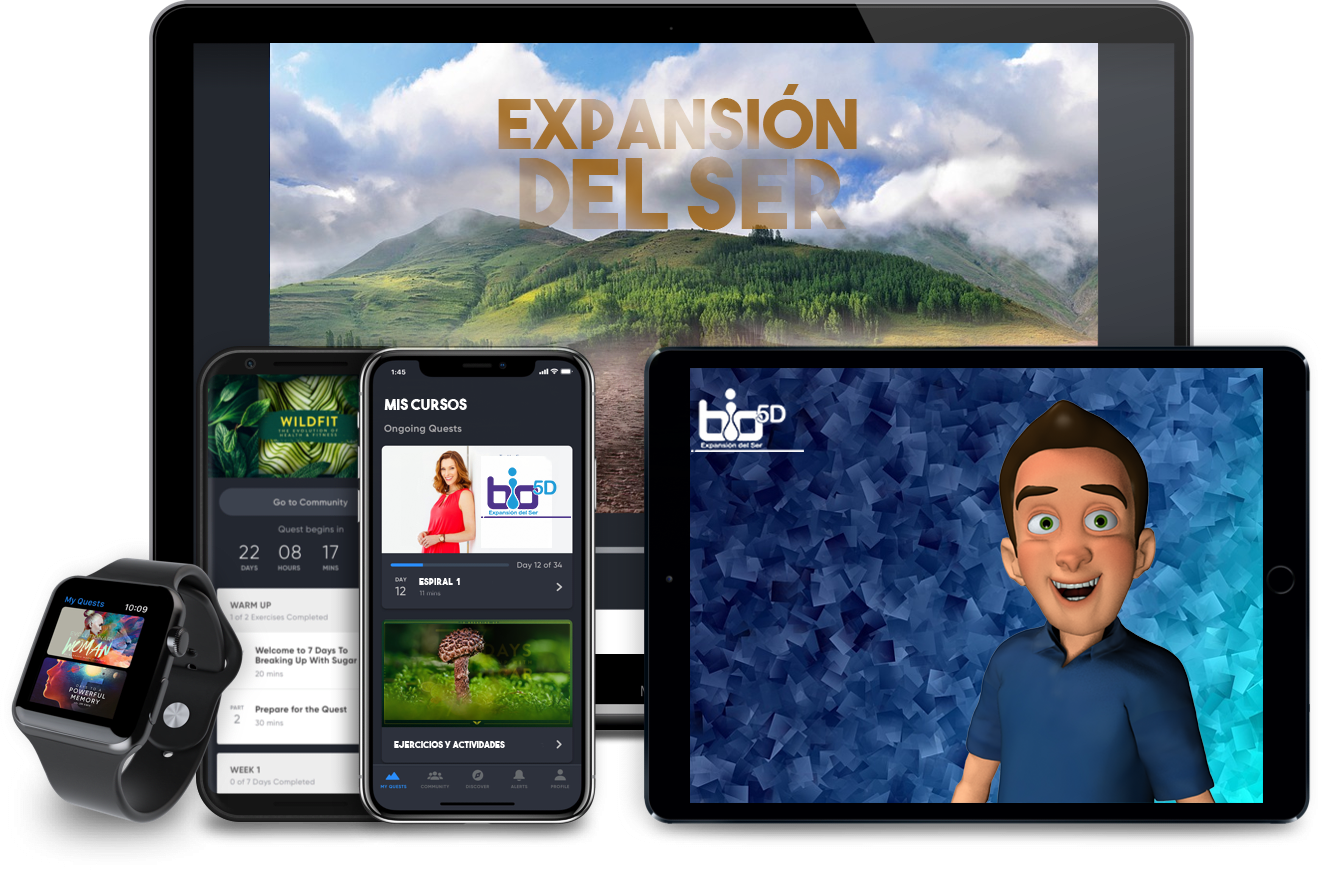 EXPANSIÓN
DEL SER
WILDFIT
THE EVOLUTION OF
HEALTH & FITNESS
Go to Community
Quest begins in
22 08 17
DAYS HOURS MINS
WARM UP
1 of 2 Exercises Completed
Welcome to 7 Days To
Breaking Up With Sugar
20 mins
PART
2
Prepare for the Quest
30 mins
WEEK 1
0 of 7 Days Completed
1:45
MIS CURSOS
Ongoing Quests
bio 5D
Expansión del Ser
Day 12 of 34
DAY
12
ESPIRAL 1
11 mins
DAYS
EJERCICIOS Y ACTIVIDADES
MY QUESTS COMMUNITY DISCOVER ALERTS PROFILE
My Quests 10:09
WOMAN
POWERFUL
MEMORY
bio 5D
Expansión del Ser